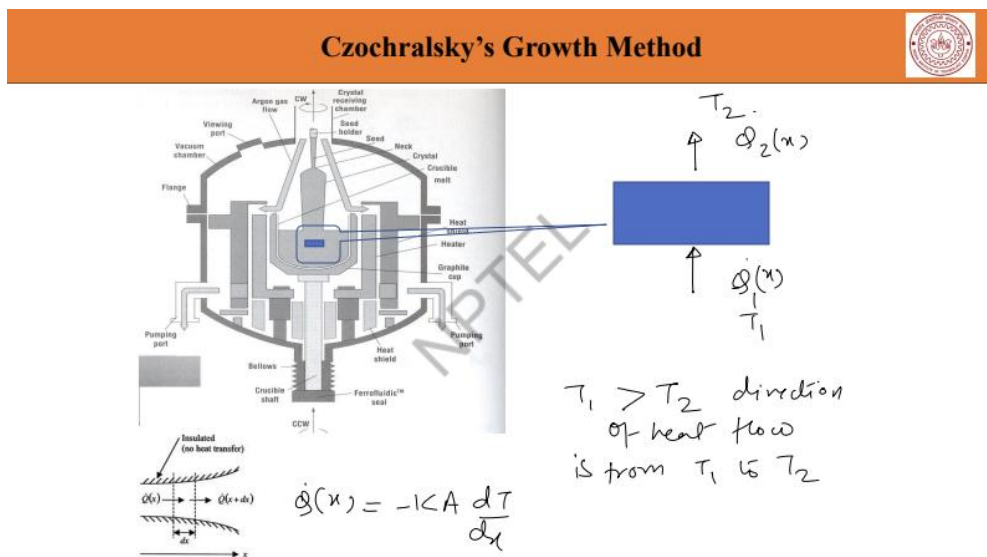 Czochralsky's Growth Method
Argon gas
flow
CW
Crystal
receiving
chamber
Seed
holder
Viewing
port
Seed
Neck
Vacuum
chamber
Crystal
Crucible
melt
Flange
Heat
shield
Heater
Graphite
cup
Pumping
port
Heat
shield
Pumping
port
Bellows
Crucible
shaft
Ferrofluidic™
seal
CCW
NPTEL
T₂.
Q̇₂(x)
Q̇(x)
T₁
T₁ > T₂ direction
of heat flow
is from T₁ to T₂
Insulated
(no heat transfer)
Q̇(x)
Q̇(x+dx)
dx
x
Q̇(x) = -KA dT/dx